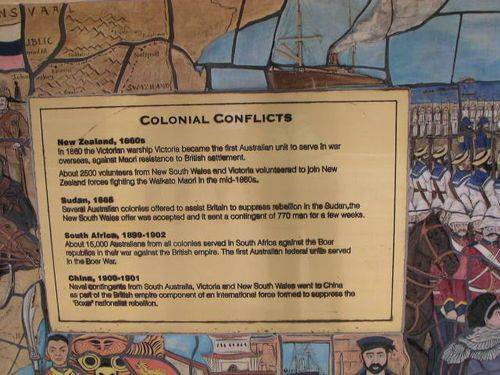 NSVAA
COLONIAL CONFLICTS
New Zealand, 1860s
In 1860 the Victorian warship Victoria became the first Australian unit to serve in war
overseas, against Maori resistance to British settlement.
About 2500 volunteers from New South Wales and Victoria volunteered to join New
Zealand forces fighting the Waikato Maori in the mid-1860s.
Sudan, 1885
Several Australian colonies offered to assist Britain to suppress rebellion in the Sudan,the
New South Wales offer was accepted and it sent a contingent of 770 men for a few weeks.
South Africa, 1899-1902
About 15,000 Australians from all colonies served in South Africa against the Boer
republics in their war against the British empire. The first Australian federal units served
in the Boer War.
China, 1900-1901
Naval contingents from South Australia, Victoria and New South Wales went to China
as part of the British empire component of an international force formed to suppress the
'Boxer' nationalist rebellion.